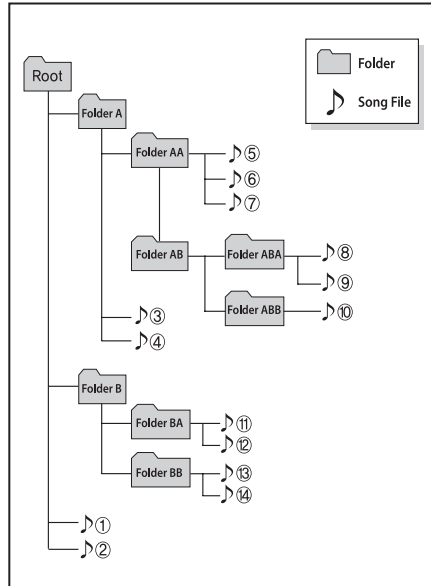 Root
Folder
Song File
Folder A
Folder AA
⑤
⑥
⑦
Folder AB
Folder ABA
⑧
⑨
Folder ABB
⑩
③
④
Folder B
Folder BA
⑪
⑫
Folder BB
⑬
⑭
①
②